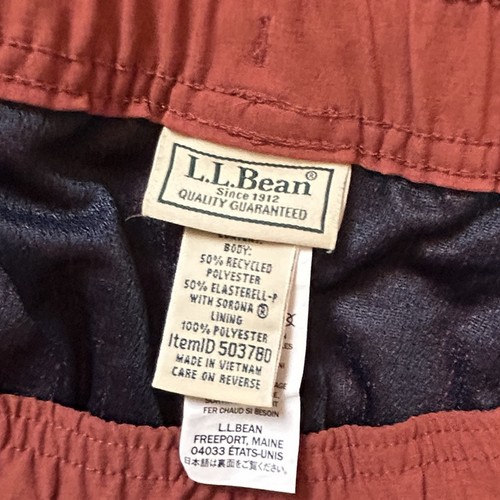 L.L.Bean®
Since 1912
QUALITY GUARANTEED
BODY:
50% RECYCLED
POLYESTER
50% ELASTERELL-P
WITH SORONA ®
LINING
100% POLYESTER
ItemID 503780
MADE IN VIETNAM
CARE ON REVERSE
FER CHAUD SI BESOIN
L.L.BEAN
FREEPORT, MAINE
04033 ÉTATS-UNIS
日本語は裏面をご覧ください。